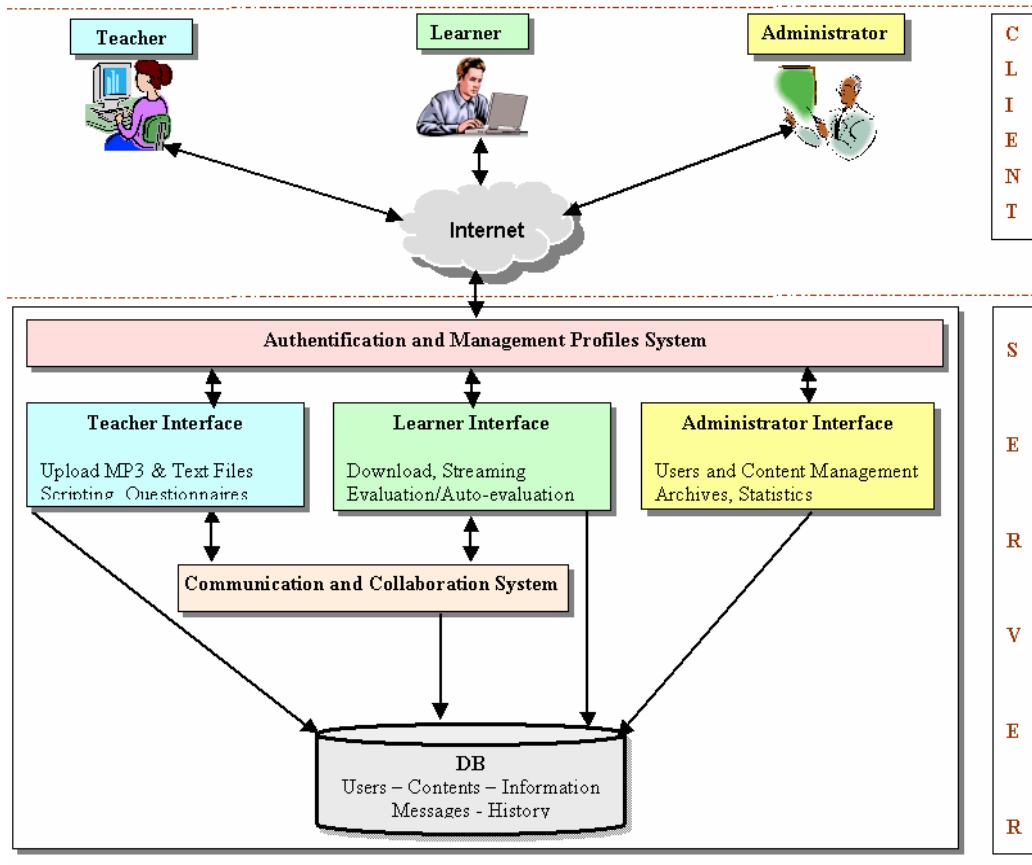 Teacher
Learner
Administrator
CLIENT
Internet
Authentification and Management Profiles System
Teacher Interface
Upload MP3 & Text Files
Scripting, Questionnaires
Learner Interface
Download, Streaming
Evaluation/Auto-evaluation
Administrator Interface
Users and Content Management
Archives, Statistics
Communication and Collaboration System
DB
Users – Contents – Information
Messages - History
SERVER